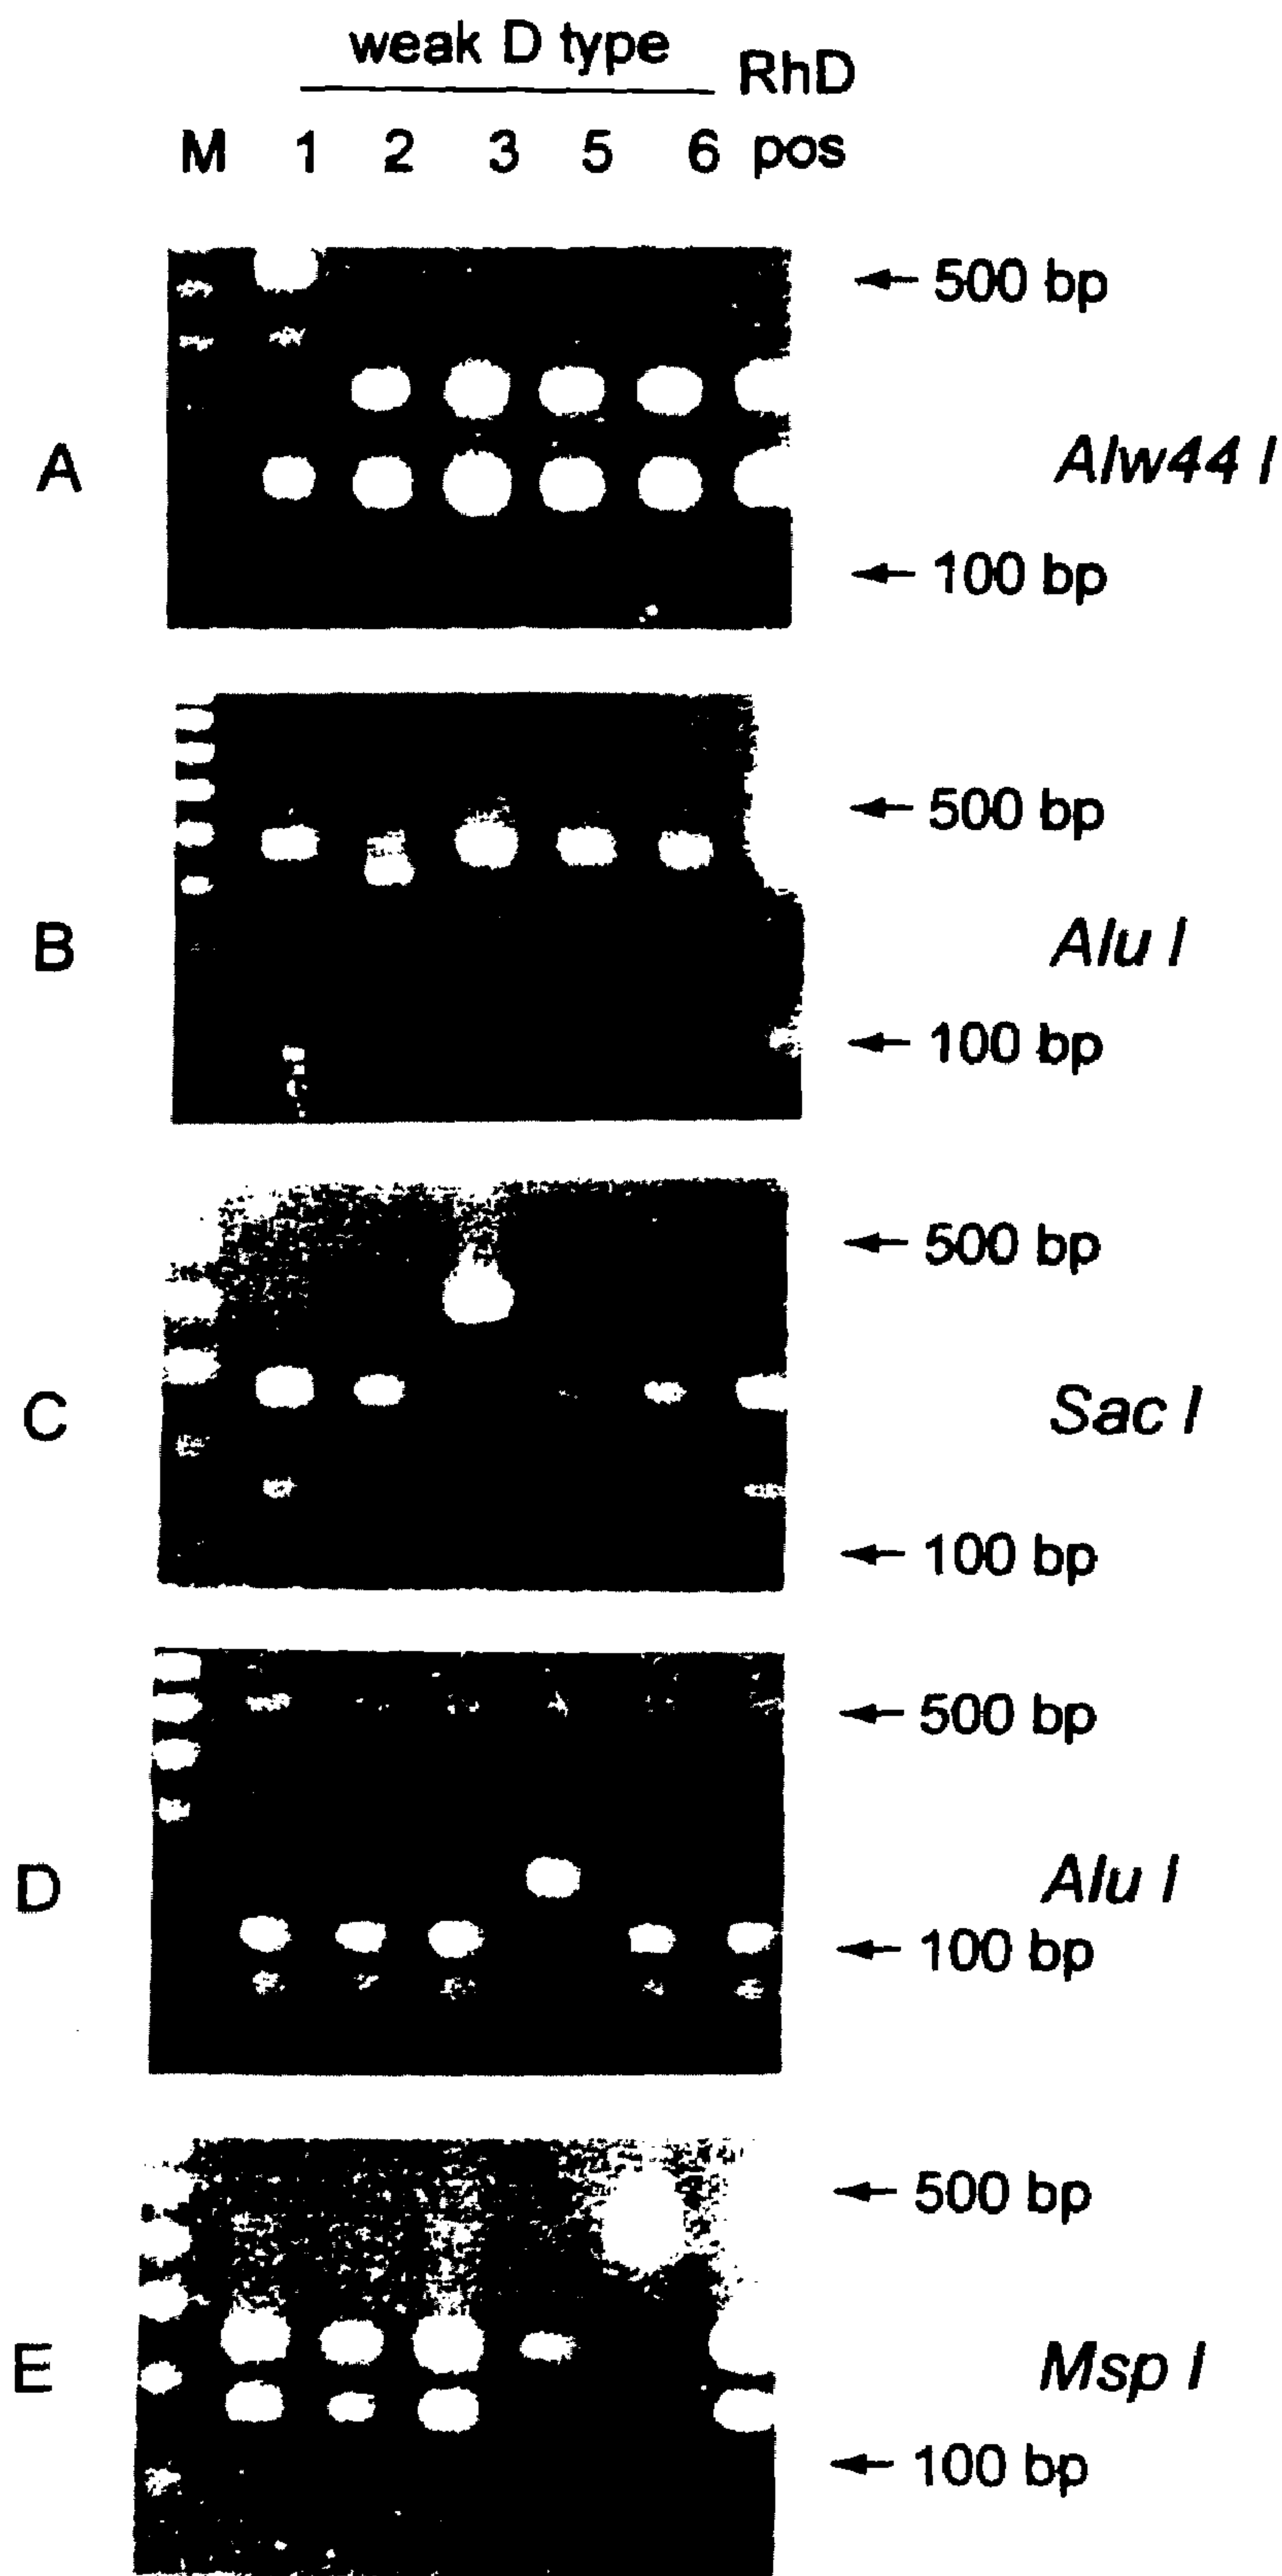 weak D type RhD
M 1 2 3 5 6 pos
← 500 bp
A Alw44 I
← 100 bp
← 500 bp
B Alu I
← 100 bp
← 500 bp
C Sac I
← 100 bp
← 500 bp
D Alu I
← 100 bp
← 500 bp
E Msp I
← 100 bp